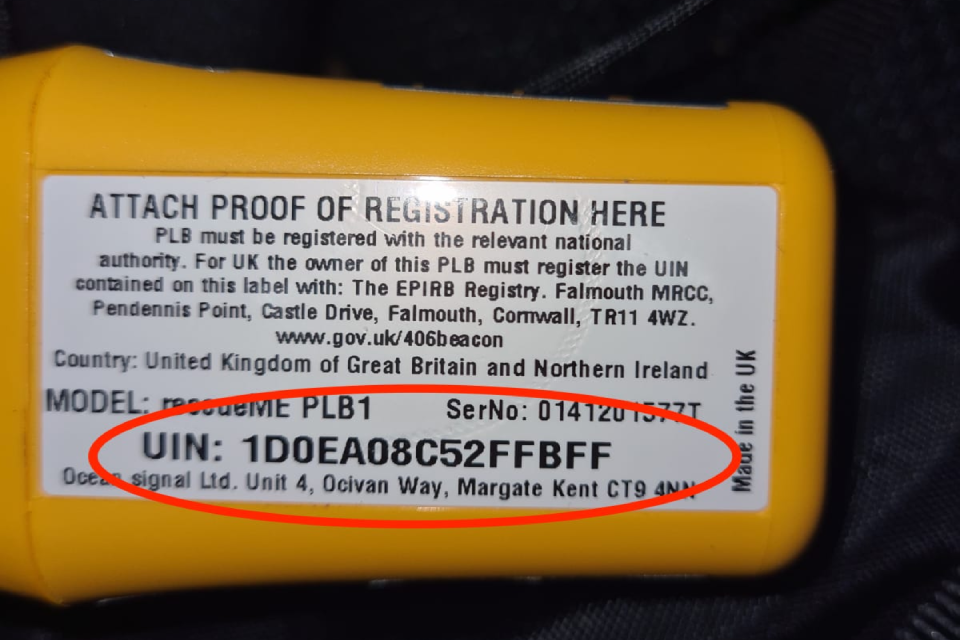 ATTACH PROOF OF REGISTRATION HERE
PLB must be registered with the relevant national
authority. For UK the owner of this PLB must register the UIN
contained on this label with: The EPIRB Registry. Falmouth MRCC,
Pendennis Point, Castle Drive, Falmouth, Cornwall, TR11 4WZ.
www.gov.uk/406beacon
Country: United Kingdom of Great Britain and Northern Ireland
MODEL: rescueME PLB1 SerNo: 0141201577T
UIN: 1D0EA08C52FFBFF
Ocean signal Ltd. Unit 4, Ocivan Way, Margate Kent CT9 4NN
Made in the UK